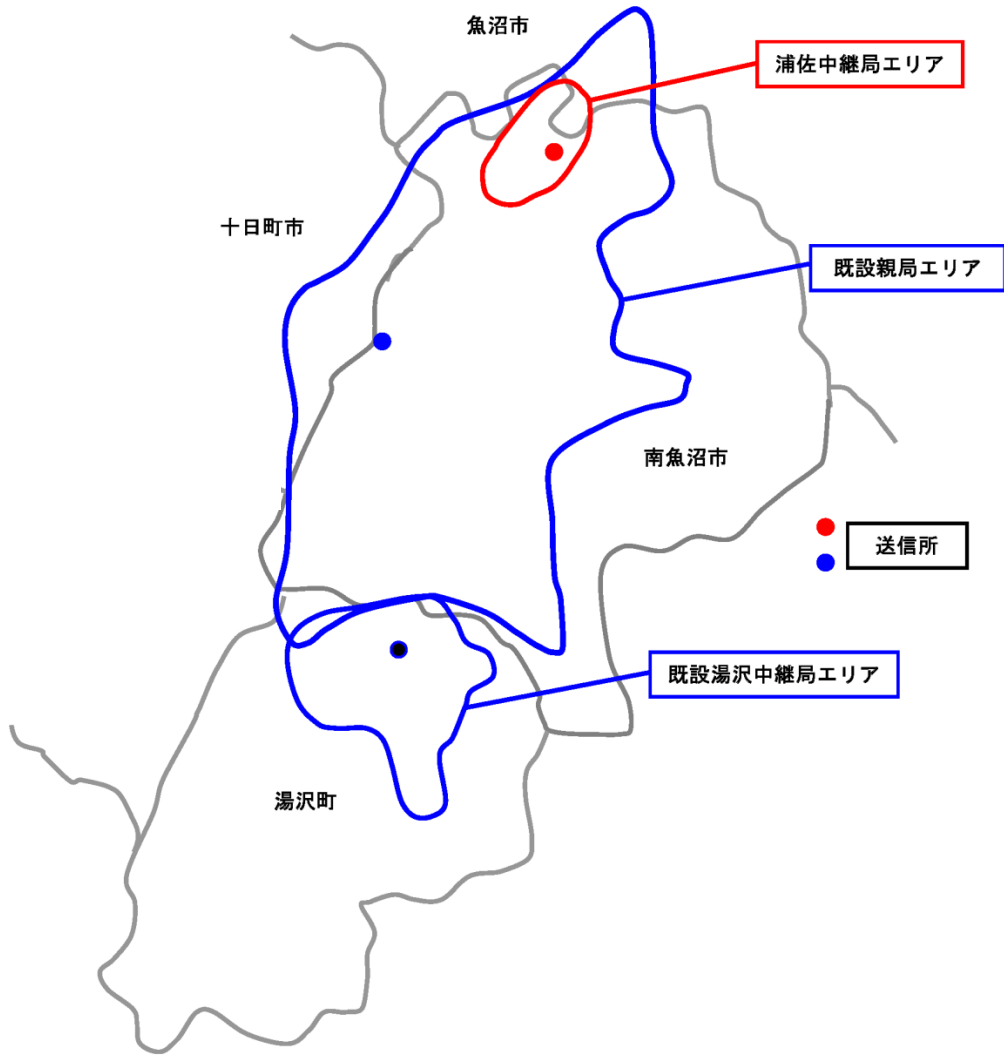 魚沼市
浦佐中継局エリア
十日町市
既設親局エリア
南魚沼市
送信所
既設湯沢中継局エリア
湯沢町